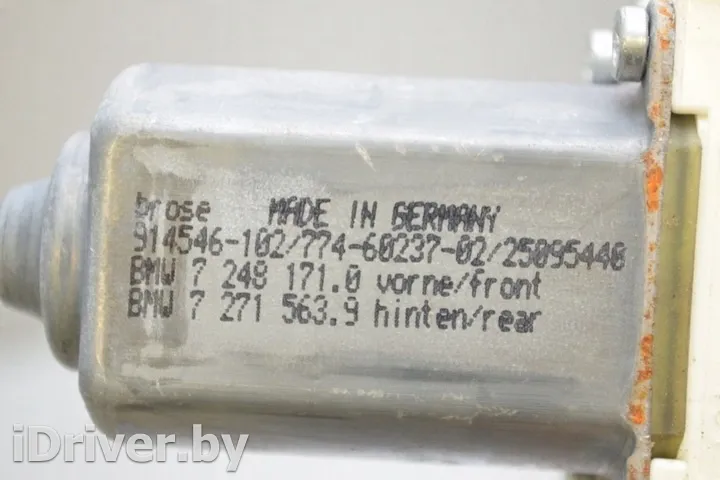 brose MADE IN GERMANY
914546-102/774-60237-02/25095440
BMW 7 248 171.0 vorne/front
BMW 7 271 563.9 hinten/rear
iDriver.by